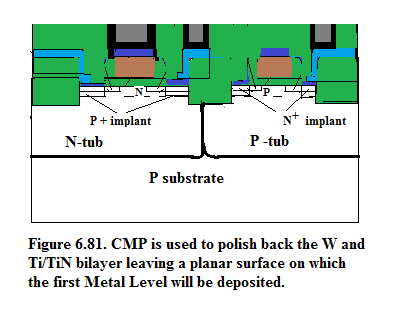 N P
P + implant N+ implant
N-tub P -tub
P substrate
Figure 6.81. CMP is used to polish back the W and
Ti/TiN bilayer leaving a planar surface on which
the first Metal Level will be deposited.